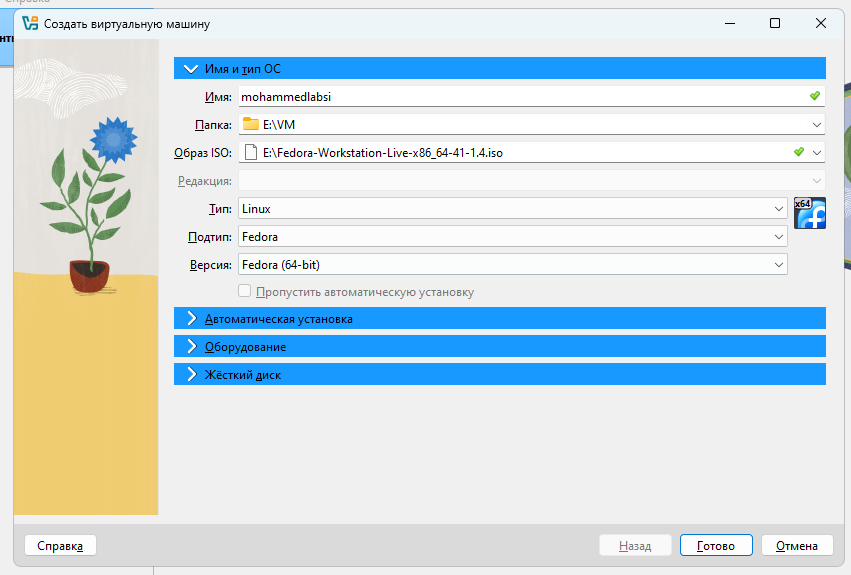 Справка
Создать виртуальную машину
Имя и тип ОС
Имя: mohammedlabsi
Папка: E:\VM
Образ ISO: E:\Fedora-Workstation-Live-x86_64-41-1.4.iso
Редакция:
Тип: Linux
x64
Подтип: Fedora
Версия: Fedora (64-bit)
Пропустить автоматическую установку
Автоматическая установка
Оборудование
Жёсткий диск
Справка
Назад
Готово
Отмена